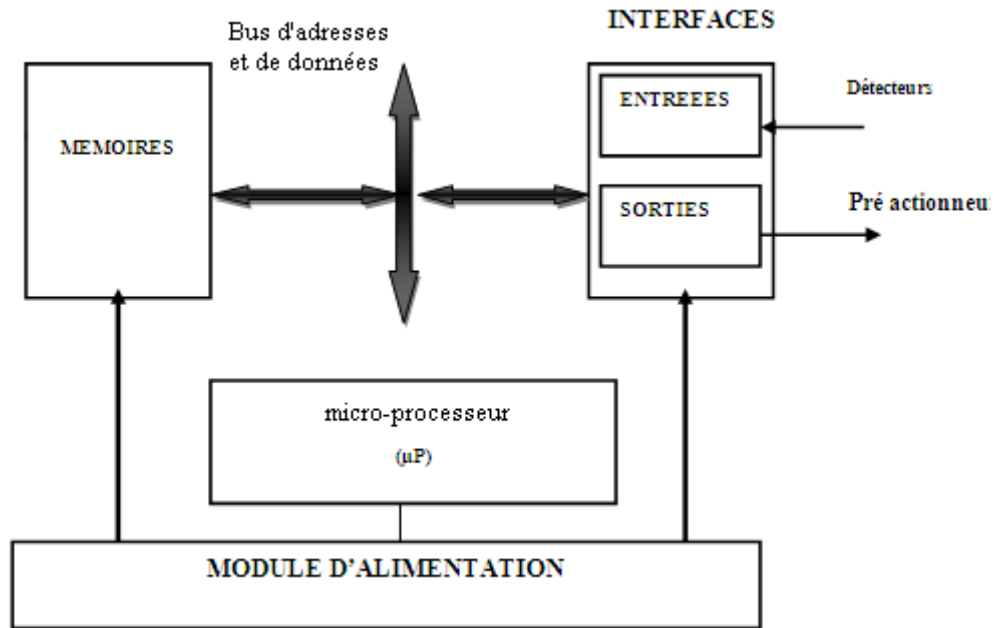 INTERFACES
Bus d'adresses
et de données
MEMOIRES
ENTREEES
Détecteurs
SORTIES
Pré actionneu
micro-processeur
(µP)
MODULE D'ALIMENTATION